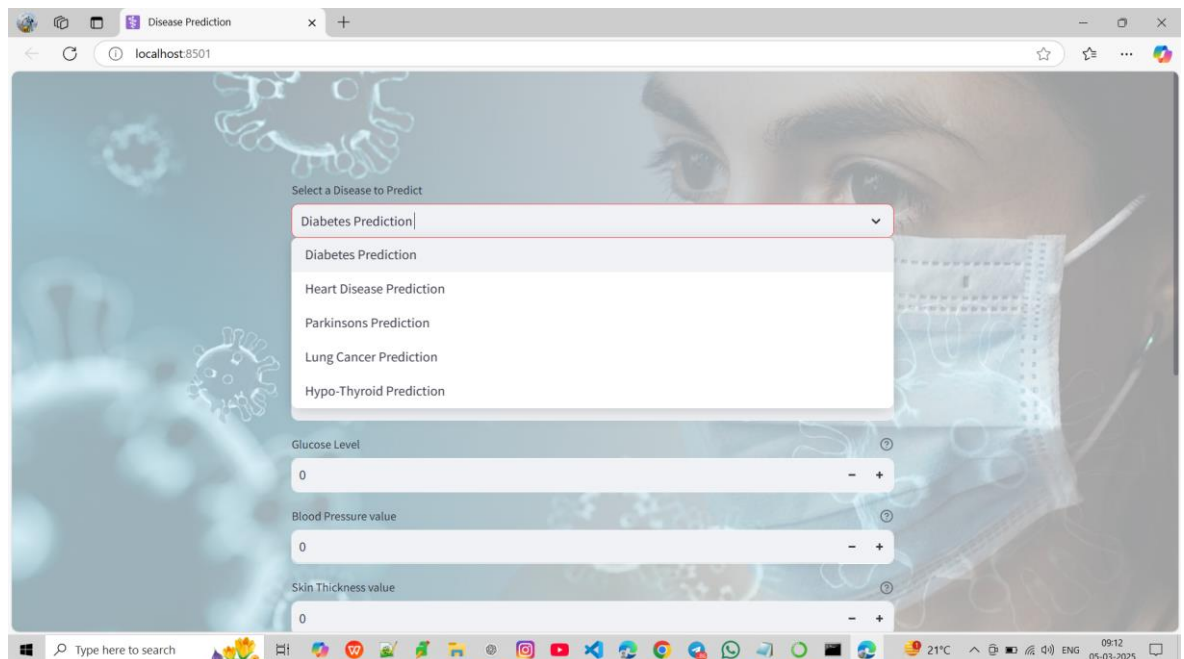 Disease Prediction
localhost:8501
Select a Disease to Predict
Diabetes Prediction
Diabetes Prediction
Heart Disease Prediction
Parkinsons Prediction
Lung Cancer Prediction
Hypo-Thyroid Prediction
Glucose Level
0
Blood Pressure value
0
Skin Thickness value
0
Type here to search
21°C
ENG
09:12
05-03-2025